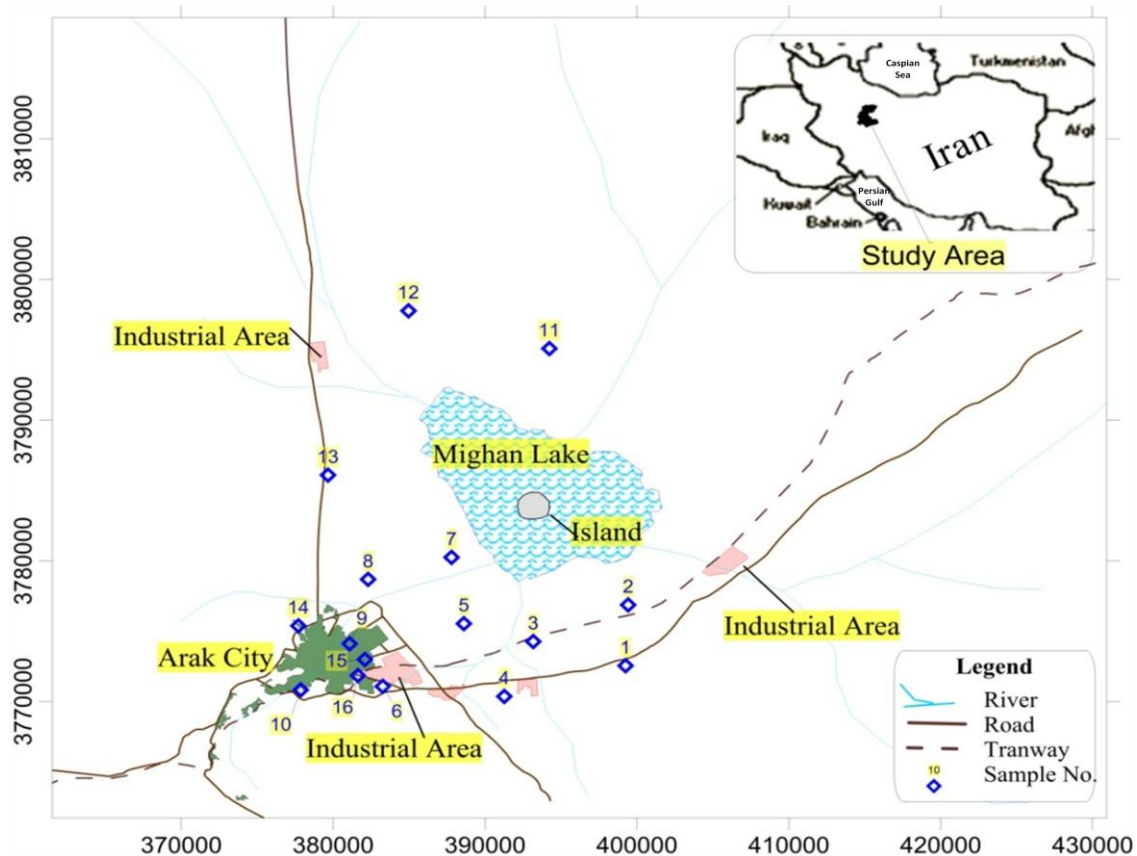 3810000
3800000
3790000
3780000
3770000
370000
380000
390000
400000
410000
420000
430000
Caspian
Sea
Turkmenistan
Iraq
Iran
Afgh
Kuwait
Persian
Gulf
Bahrain
Study Area
12
11
Industrial Area
13
Mighan Lake
Island
7
8
2
14
9
5
3
Industrial Area
Arak City
15
1
4
10
16
6
Industrial Area
Legend
River
Road
Tranway
10
Sample No.